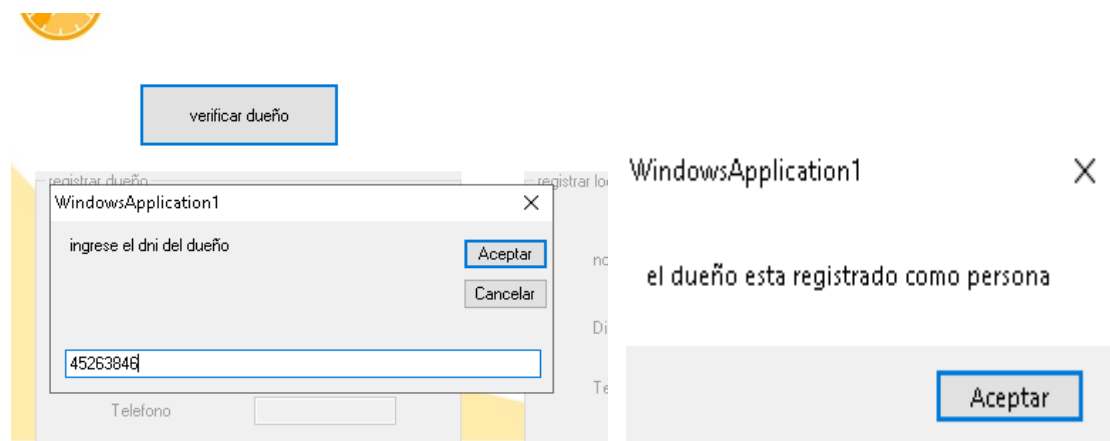 verificar dueño
registrar dueño
WindowsApplication1
ingrese el dni del dueño
Aceptar
Cancelar
45263846
Telefono
registrar
WindowsApplication1
el dueño esta registrado como persona
Aceptar